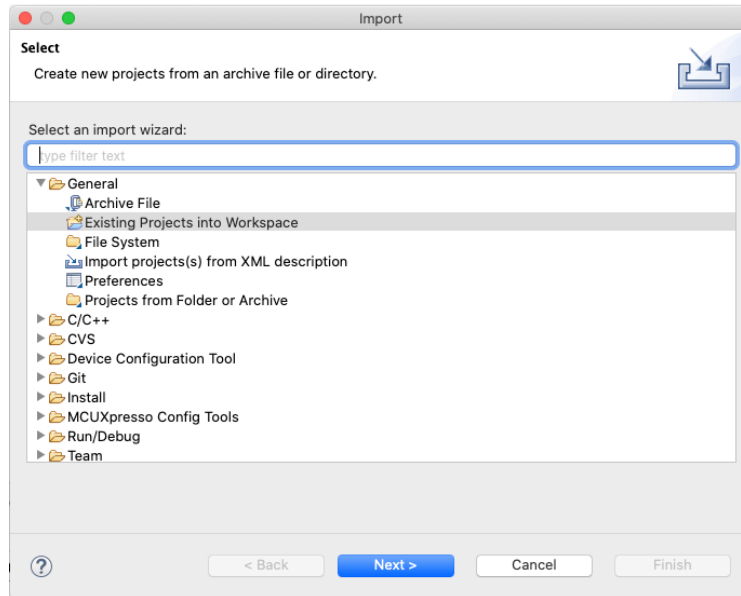 Import
Select
Create new projects from an archive file or directory.
Select an import wizard:
type filter text
General
Archive File
Existing Projects into Workspace
File System
Import projects(s) from XML description
Preferences
Projects from Folder or Archive
C/C++
CVS
Device Configuration Tool
Git
Install
MCUXpresso Config Tools
Run/Debug
Team
? < Back Next > Cancel Finish